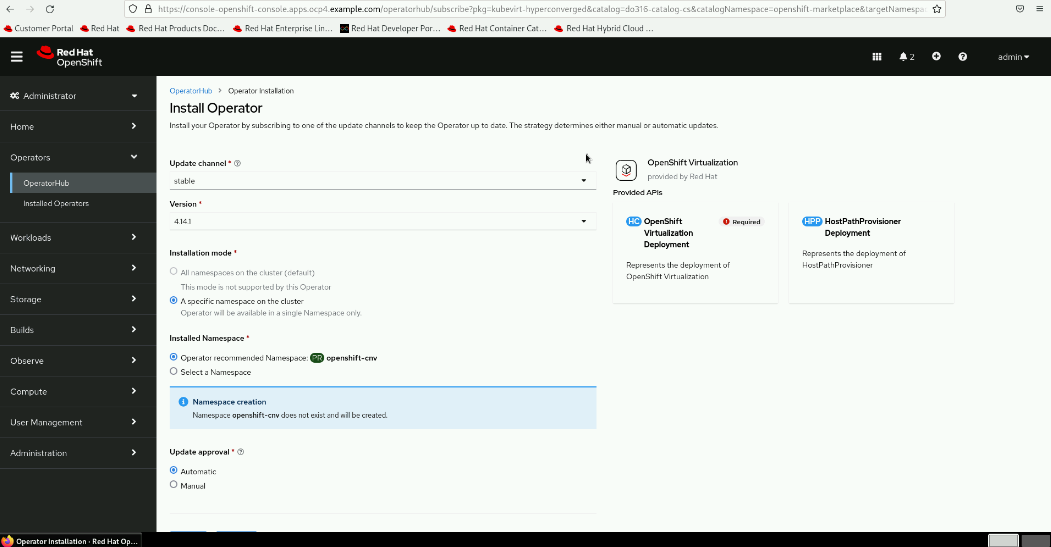 https://console-openshift-console.apps.ocp4.example.com/operatorhub/subscribe?pkg=kubevirt-hyperconverged&catalog=do316-catalog-cs&catalogNamespace=openshift-marketplace&targetNamespa
Customer Portal Red Hat Red Hat Products Doc... Red Hat Enterprise Lin... Red Hat Developer Por... Red Hat Container Cat... Red Hat Hybrid Cloud ...
Red Hat
OpenShift
2
admin
Administrator
Home
Operators
OperatorHub
Installed Operators
Workloads
Networking
Storage
Builds
Observe
Compute
User Management
Administration
OperatorHub > Operator Installation
Install Operator
Install your Operator by subscribing to one of the update channels to keep the Operator up to date. The strategy determines either manual or automatic updates.
Update channel *
stable
Version *
4.14.1
Installation mode *
All namespaces on the cluster (default)
This mode is not supported by this Operator
A specific namespace on the cluster
Operator will be available in a single Namespace only.
Installed Namespace *
Operator recommended Namespace: PR openshift-cnv
Select a Namespace
Namespace creation
Namespace openshift-cnv does not exist and will be created.
Update approval *
Automatic
Manual
OpenShift Virtualization
provided by Red Hat
Provided APIs
HC OpenShift
Virtualization
Deployment
Required
Represents the deployment of
OpenShift Virtualization
HPP HostPathProvisioner
Deployment
Represents the deployment of
HostPathProvisioner
Operator Installation - Red Hat Op...